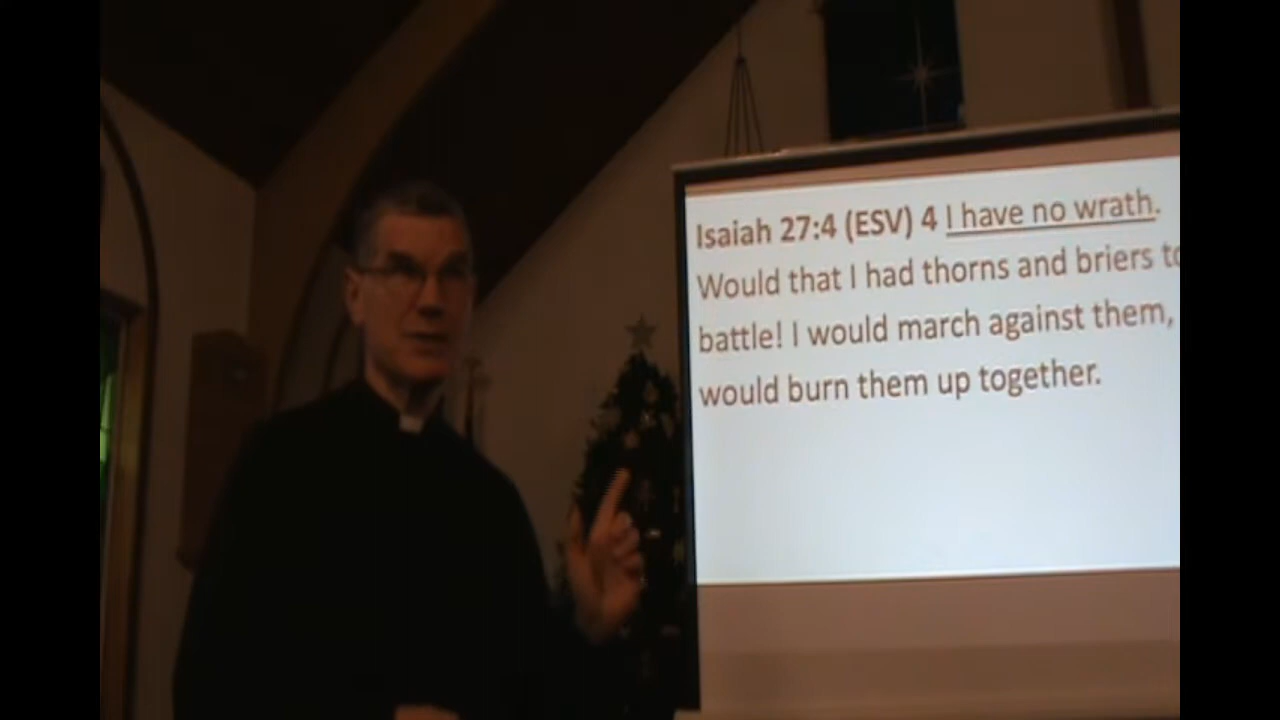 Isaiah 27:4 (ESV) 4 I have no wrath.
Would that I had thorns and briers to
battle! I would march against them,
would burn them up together.